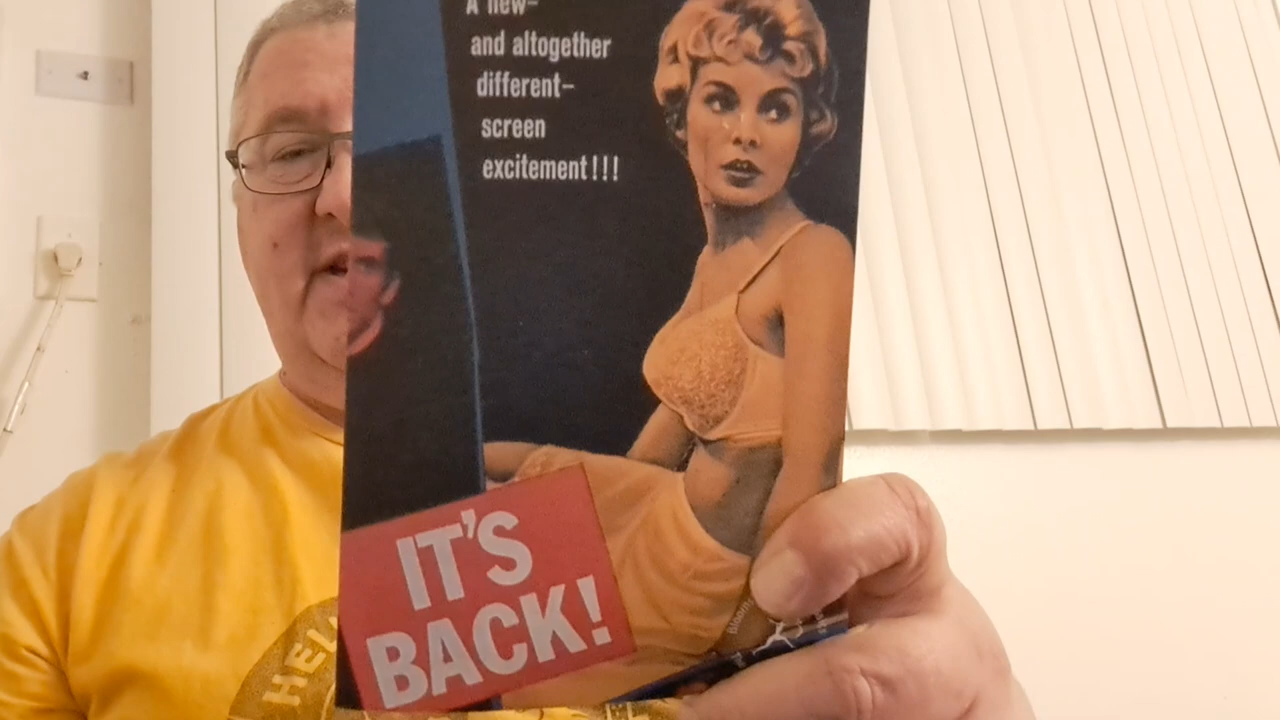 A new-
and altogether
different-
screen
excitement!!!
IT'S
BACK!